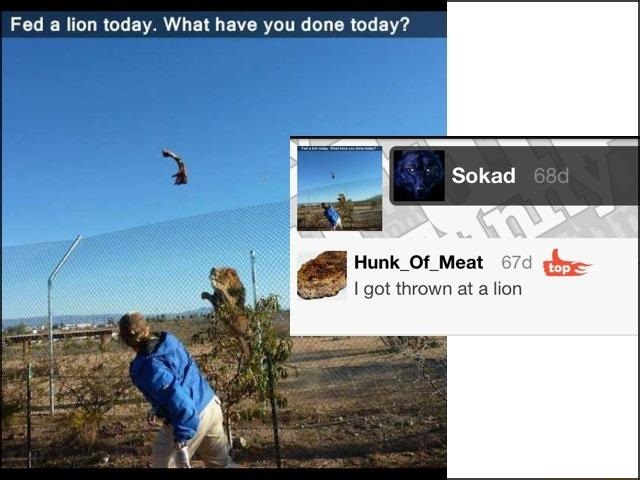 Fed a lion today. What have you done today?
Sokad 68d
Hunk_Of_Meat 67d top
I got thrown at a lion